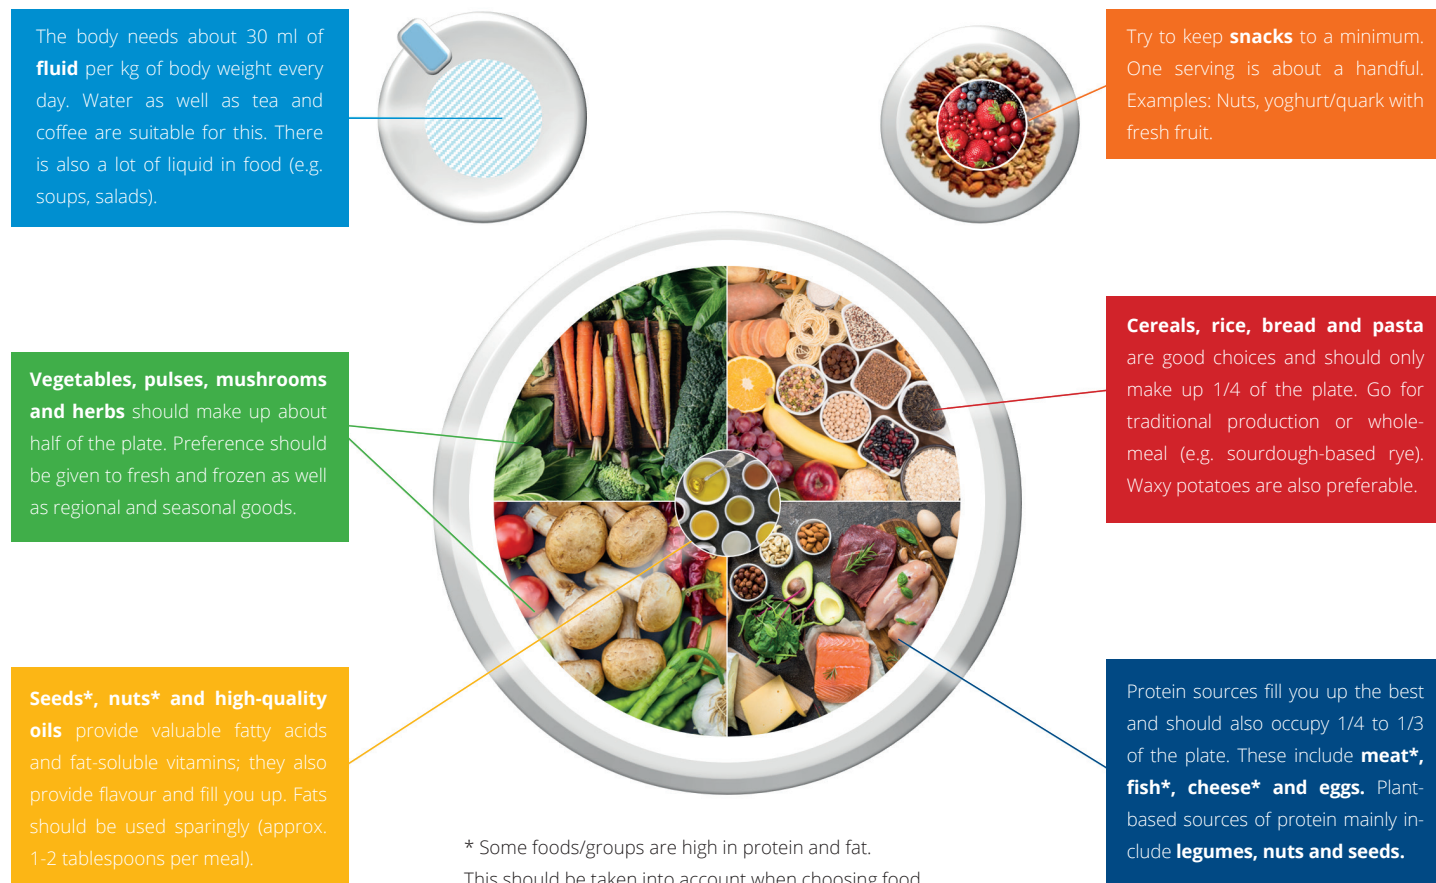 The body needs about 30 ml of
fluid per kg of body weight every
day. Water as well as tea and
coffee are suitable for this. There
is also a lot of liquid in food (e.g.
soups, salads).
Try to keep snacks to a minimum.
One serving is about a handful.
Examples: Nuts, yoghurt/quark with
fresh fruit.
Vegetables, pulses, mushrooms
and herbs should make up about
half of the plate. Preference should
be given to fresh and frozen as well
as regional and seasonal goods.
Cereals, rice, bread and pasta
are good choices and should only
make up 1/4 of the plate. Go for
traditional production or whole-
meal (e.g. sourdough-based rye).
Waxy potatoes are also preferable.
Seeds*, nuts* and high-quality
oils provide valuable fatty acids
and fat-soluble vitamins; they also
provide flavour and fill you up. Fats
should be used sparingly (approx.
1-2 tablespoons per meal).
Protein sources fill you up the best
and should also occupy 1/4 to 1/3
of the plate. These include meat*,
fish*, cheese* and eggs. Plant-
based sources of protein mainly in-
clude legumes, nuts and seeds.
* Some foods/groups are high in protein and fat.
This should be taken into account when choosing food